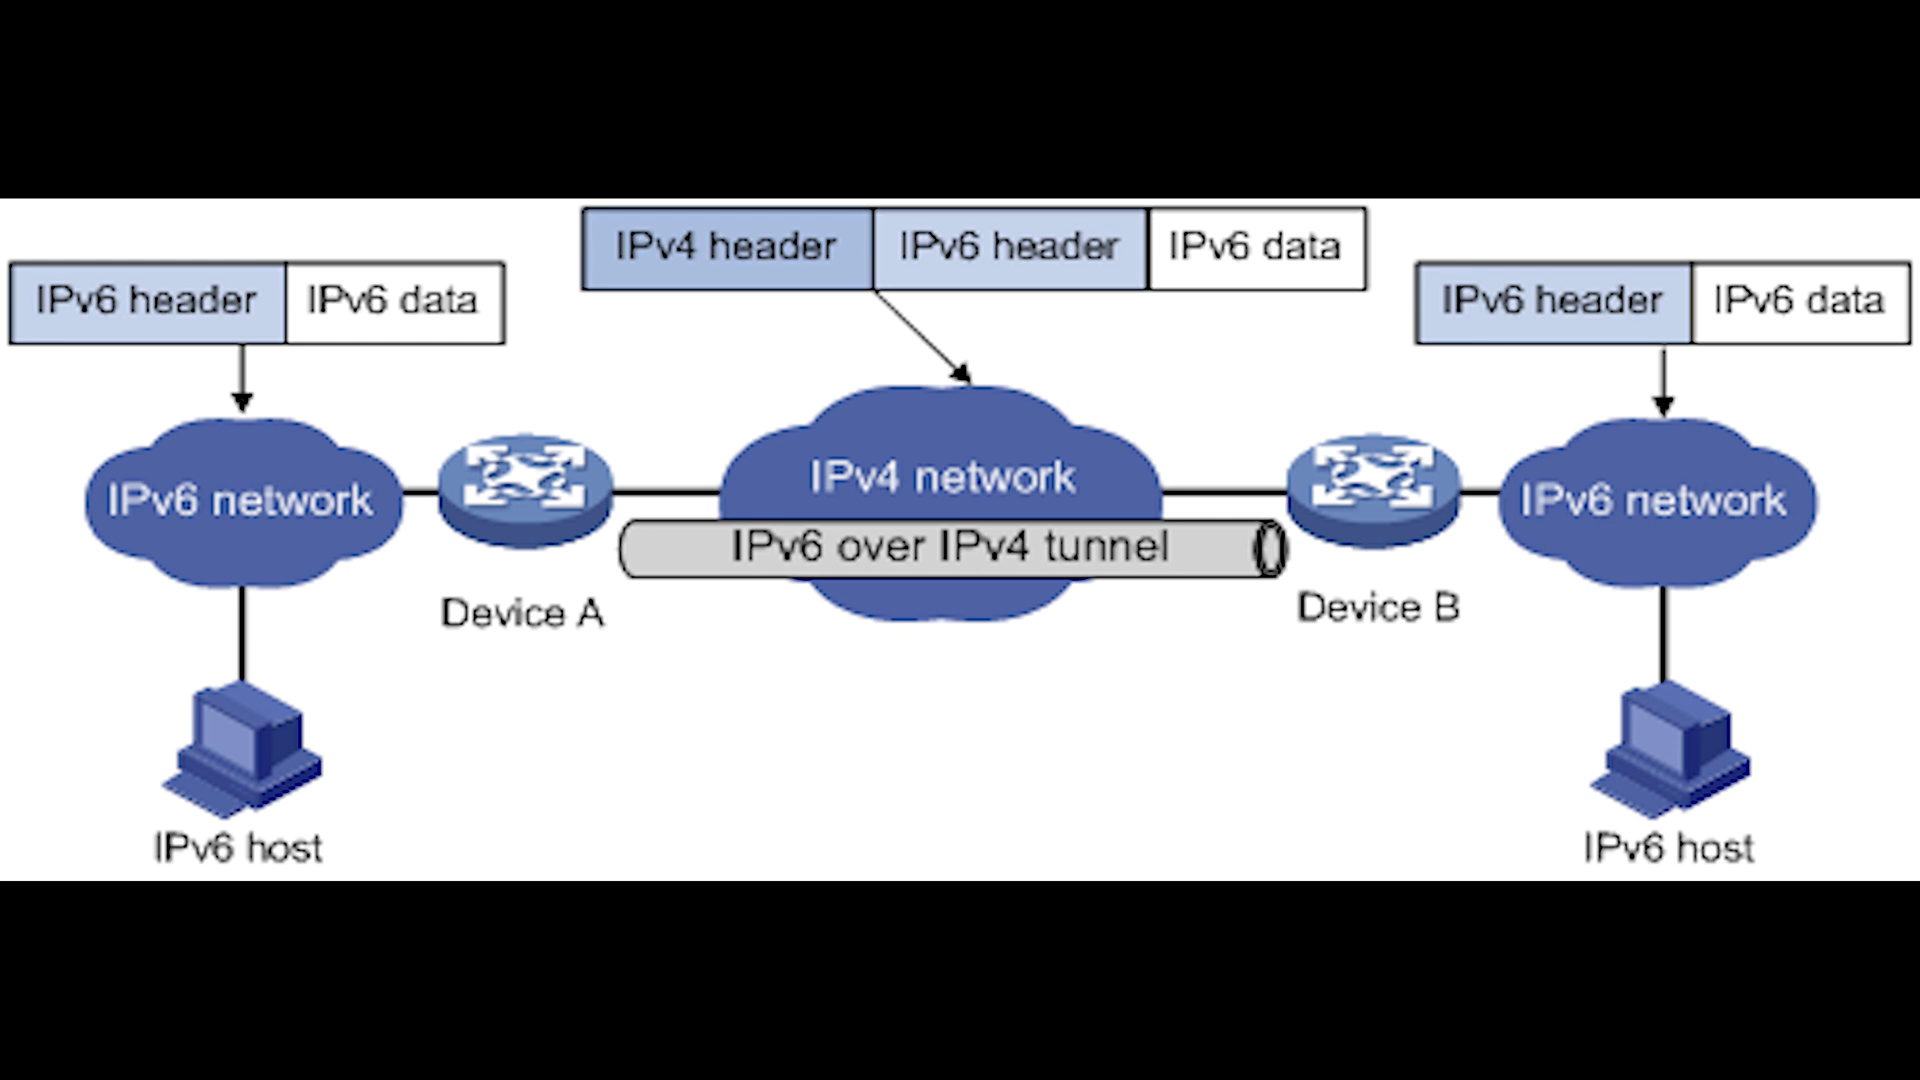 IPv4 header IPv6 header IPv6 data
IPv6 header IPv6 data
IPv6 header IPv6 data
IPv6 network
IPv4 network
IPv6 network
IPv6 over IPv4 tunnel
Device A
Device B
IPv6 host
IPv6 host